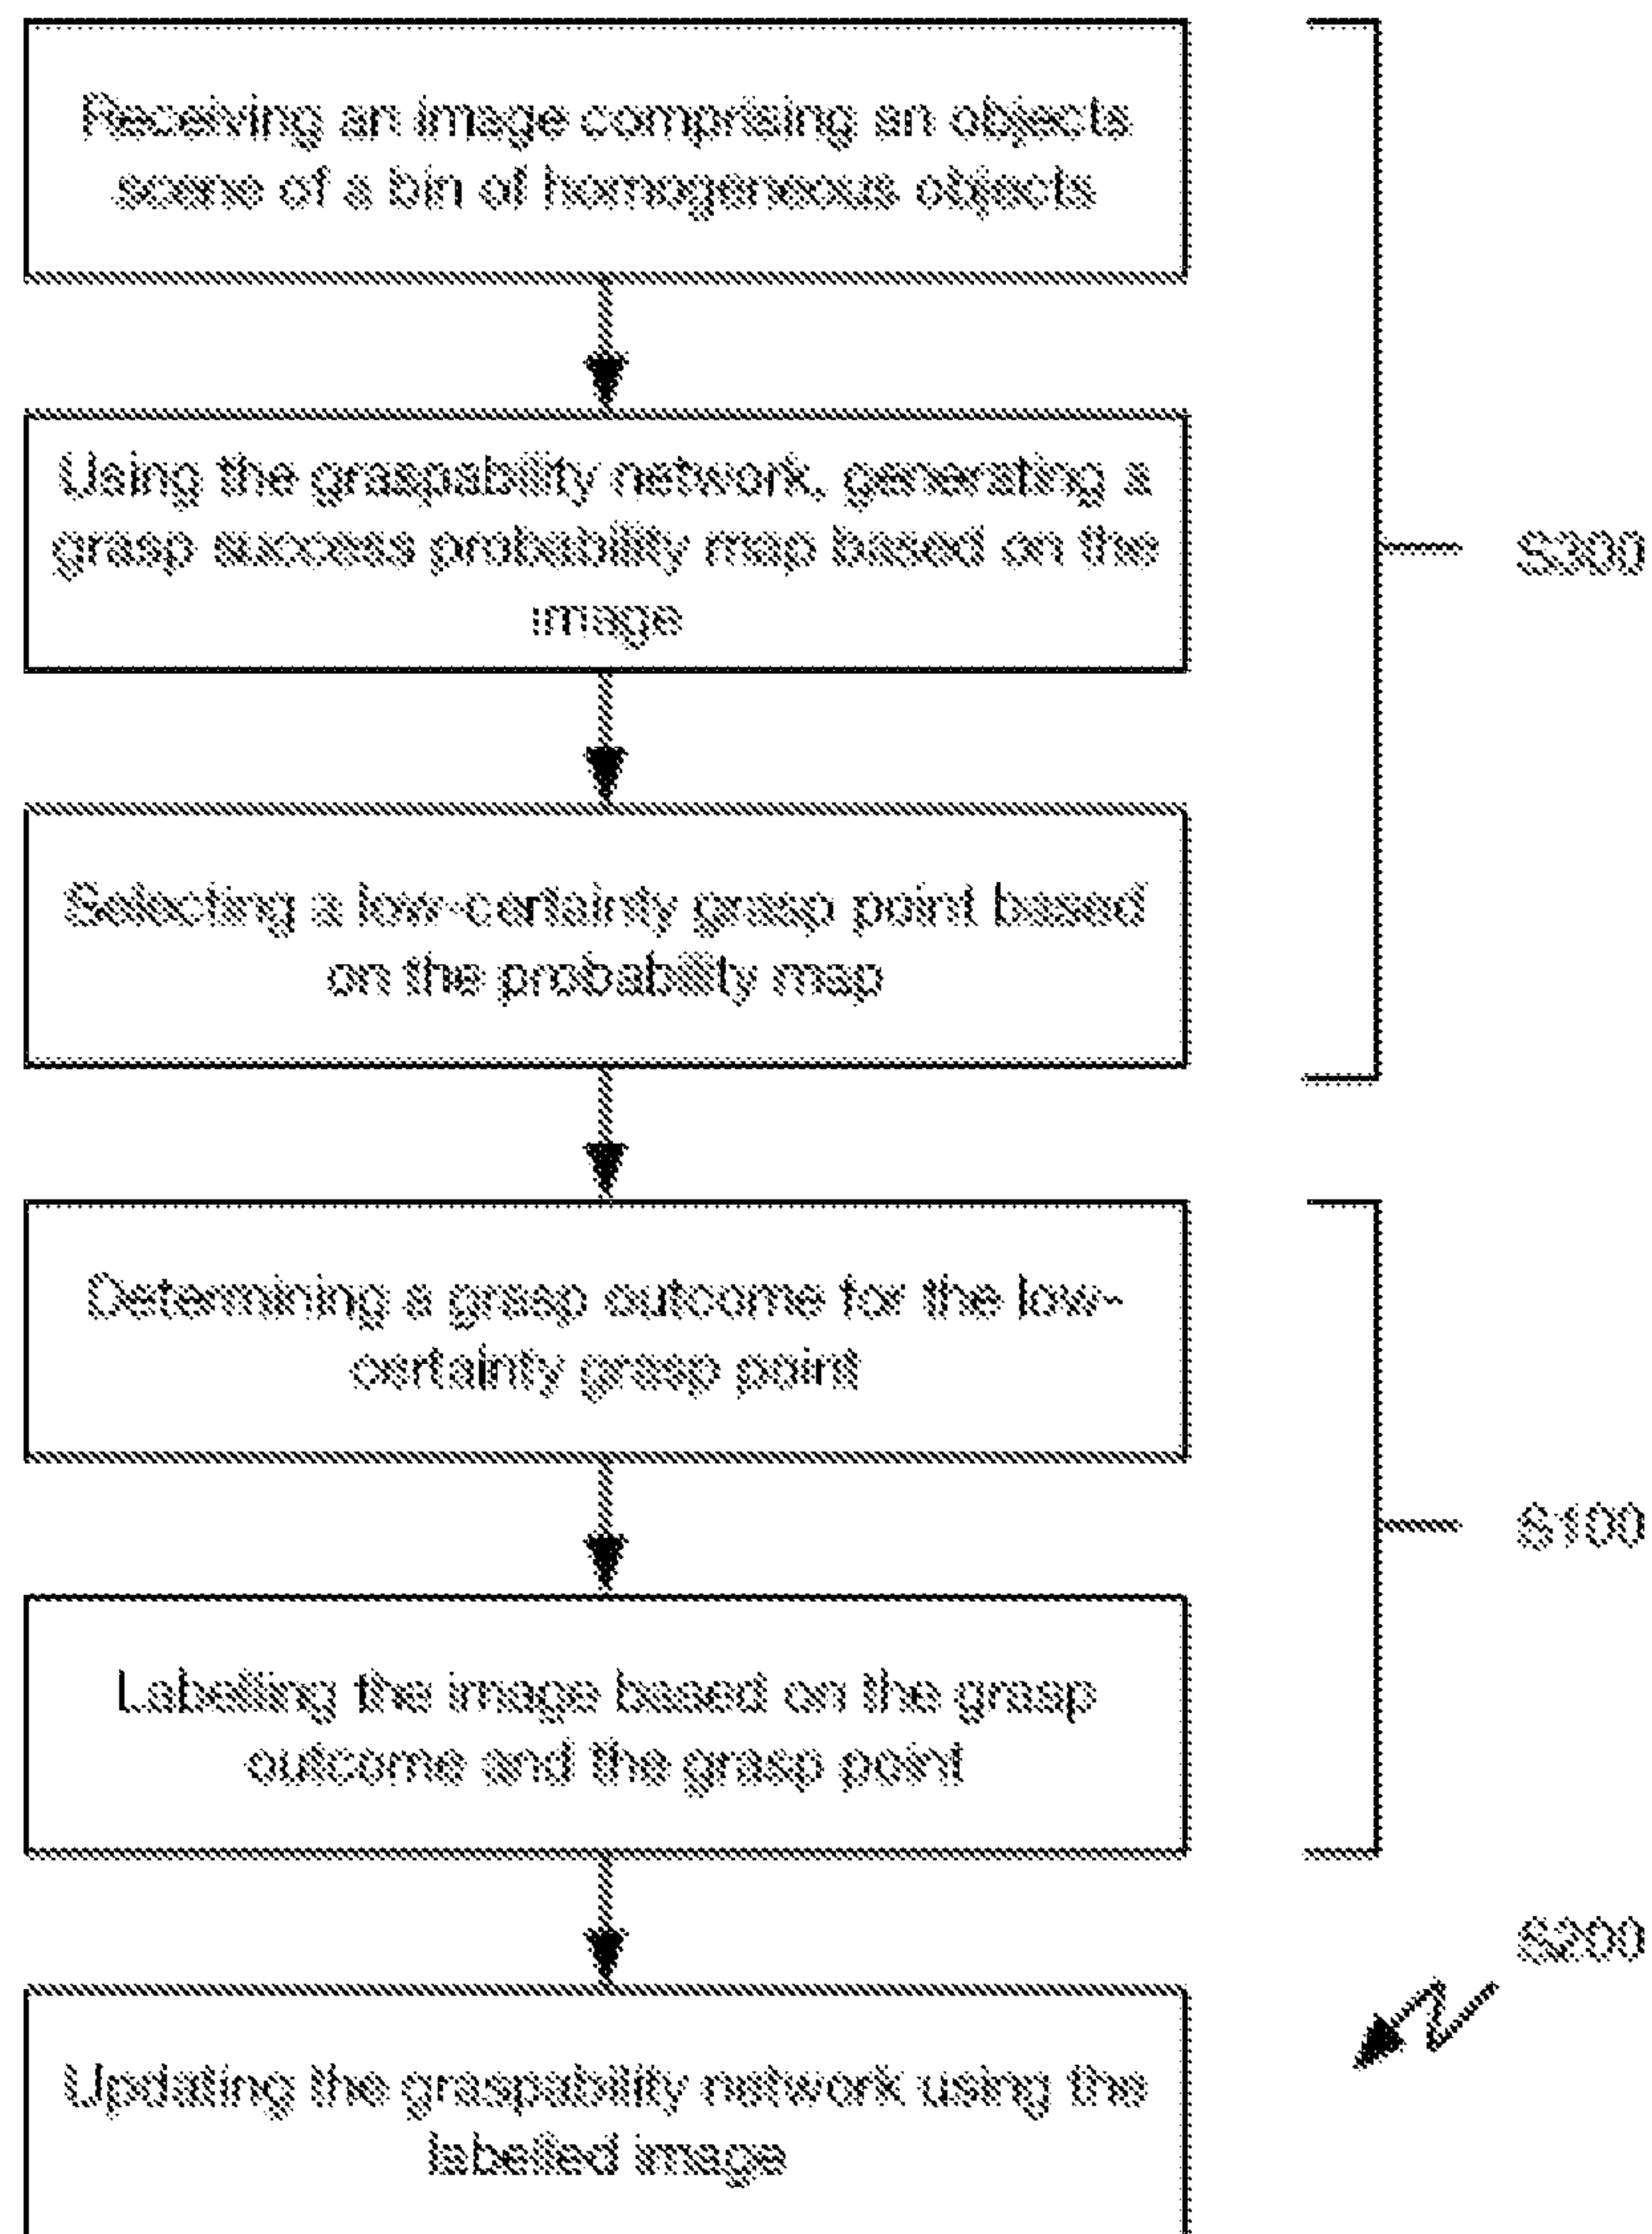 Receiving an image comprising an objects
scene of a bin of homogeneous objects
Using the graspability network, generating a
grasp success probability map based on the
image
S300
Selecting a low-certainty grasp point based
on the probability map
Determining a grasp outcome for the low-
certainty grasp point
S100
Labelling the image based on the grasp
outcome and the grasp point
S200
Updating the graspability network using the
labelled image